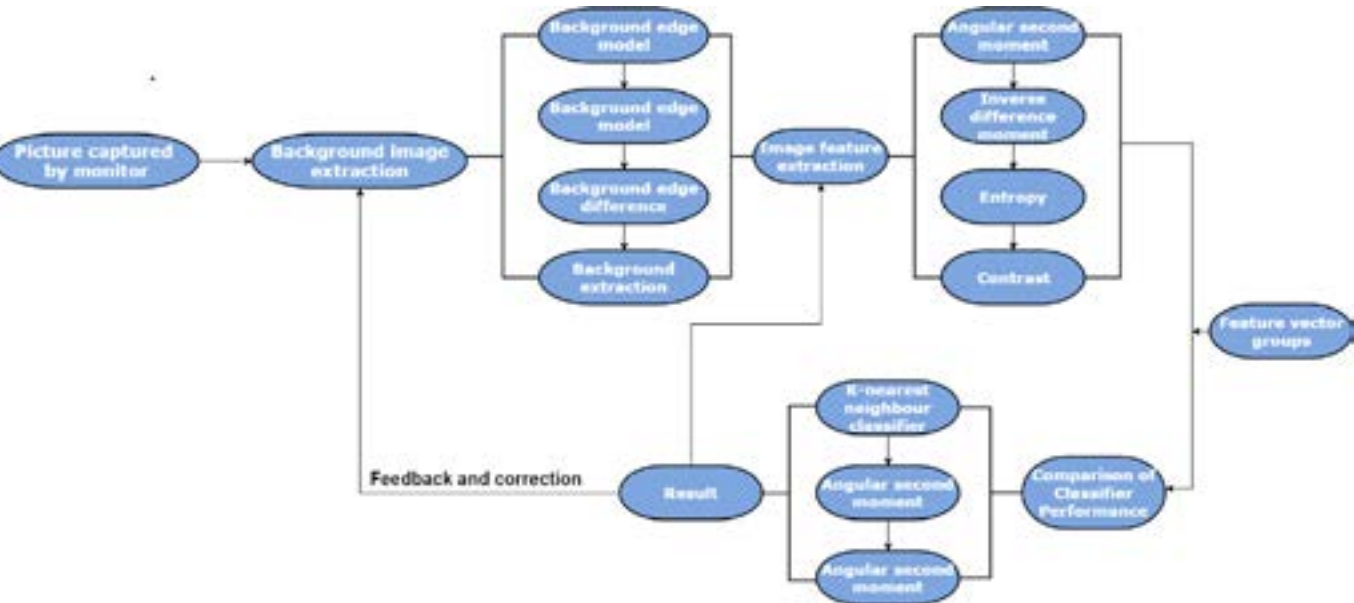 Picture captured
by monitor
Background image
extraction
Background edge
model
Background edge
model
Background edge
difference
Background
extraction
Image feature
extraction
Angular second
moment
Inverse
difference
moment
Entropy
Contrast
Feature vector
groups
Comparison of
Classifier
Performance
K-nearest
neighbour
classifier
Angular second
moment
Angular second
moment
Result
Feedback and correction